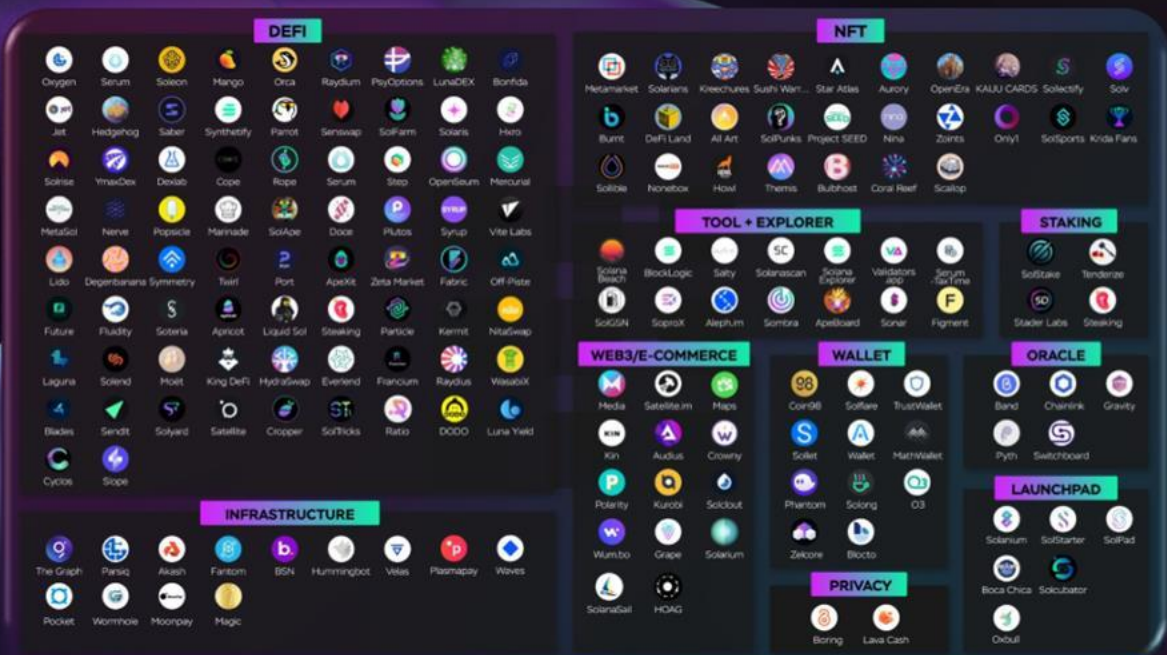 DEFI
Oxygen Serum Soleon Mango Orca Raydium PsyOptions LunaDEX Bonfida
Jet Hedgehog Saber Synthetify Parrot Senswap SolFarm Solaris Hxro
Solrise YmaxDex Dexlab Cope Rope Serum Step OpenSeum Mercurial
MetaSol Nerve Popsicle Marinade SolApe Doce Plutos Syrup Vite Labs
Lido Degenbanana Symmetry Twirl Port ApeXit Zeta Market Fabric Off-Piste
Future Fluidity Soteria Apricot Liquid Sol Steaking Particle Kermit NitaSwap
Laguna Solend Moët King DeFi HydraSwap Everlend Francium Raydius WasabiX
Blades Sendit Solyard Satellite Cropper SolTricks Ratio DODO Luna Yield
Cyclos Slope
INFRASTRUCTURE
The Graph Parsiq Akash Fantom BSN Hummingbot Velas Plasmapay Waves
Pocket Wormhole Moonpay Magic
NFT
Metamarket Solarians Kreechures Sushi Warr... Star Atlas Aurory OpenEra KAIJU CARDS Solectify Solv
Burnt DeFi Land All Art SolPunks Project SEED Nina Zoints Only1 SolSports Krida Fans
Solible Nonebox Howl Themis Bulbhost Coral Reef Scallop
TOOL + EXPLORER
Solana Beach BlockLogic Salty Solanascan Solana Explorer Validators app Serum -TaxTime
SolGSN SoproX Aleph.im Sombra ApeBoard Sonar Figment
STAKING
SolStake Tenderize
Stader Labs Steaking
WEB3/E-COMMERCE
Media Satellite.im Maps
Kin Audius Crowny
Polarity Kurobi Solclout
Wum.bo Grape Solarium
SolanaSail HOAG
WALLET
Coin98 Solflare TrustWallet
Sollet Wallet MathWallet
Phantom Solong O3
Zelcore Blocto
PRIVACY
Boring Lava Cash
ORACLE
Band Chainlink Gravity
Pyth Switchboard
LAUNCHPAD
Solanium SolStarter SolPad
Boca Chica Solcubator
Oxbull